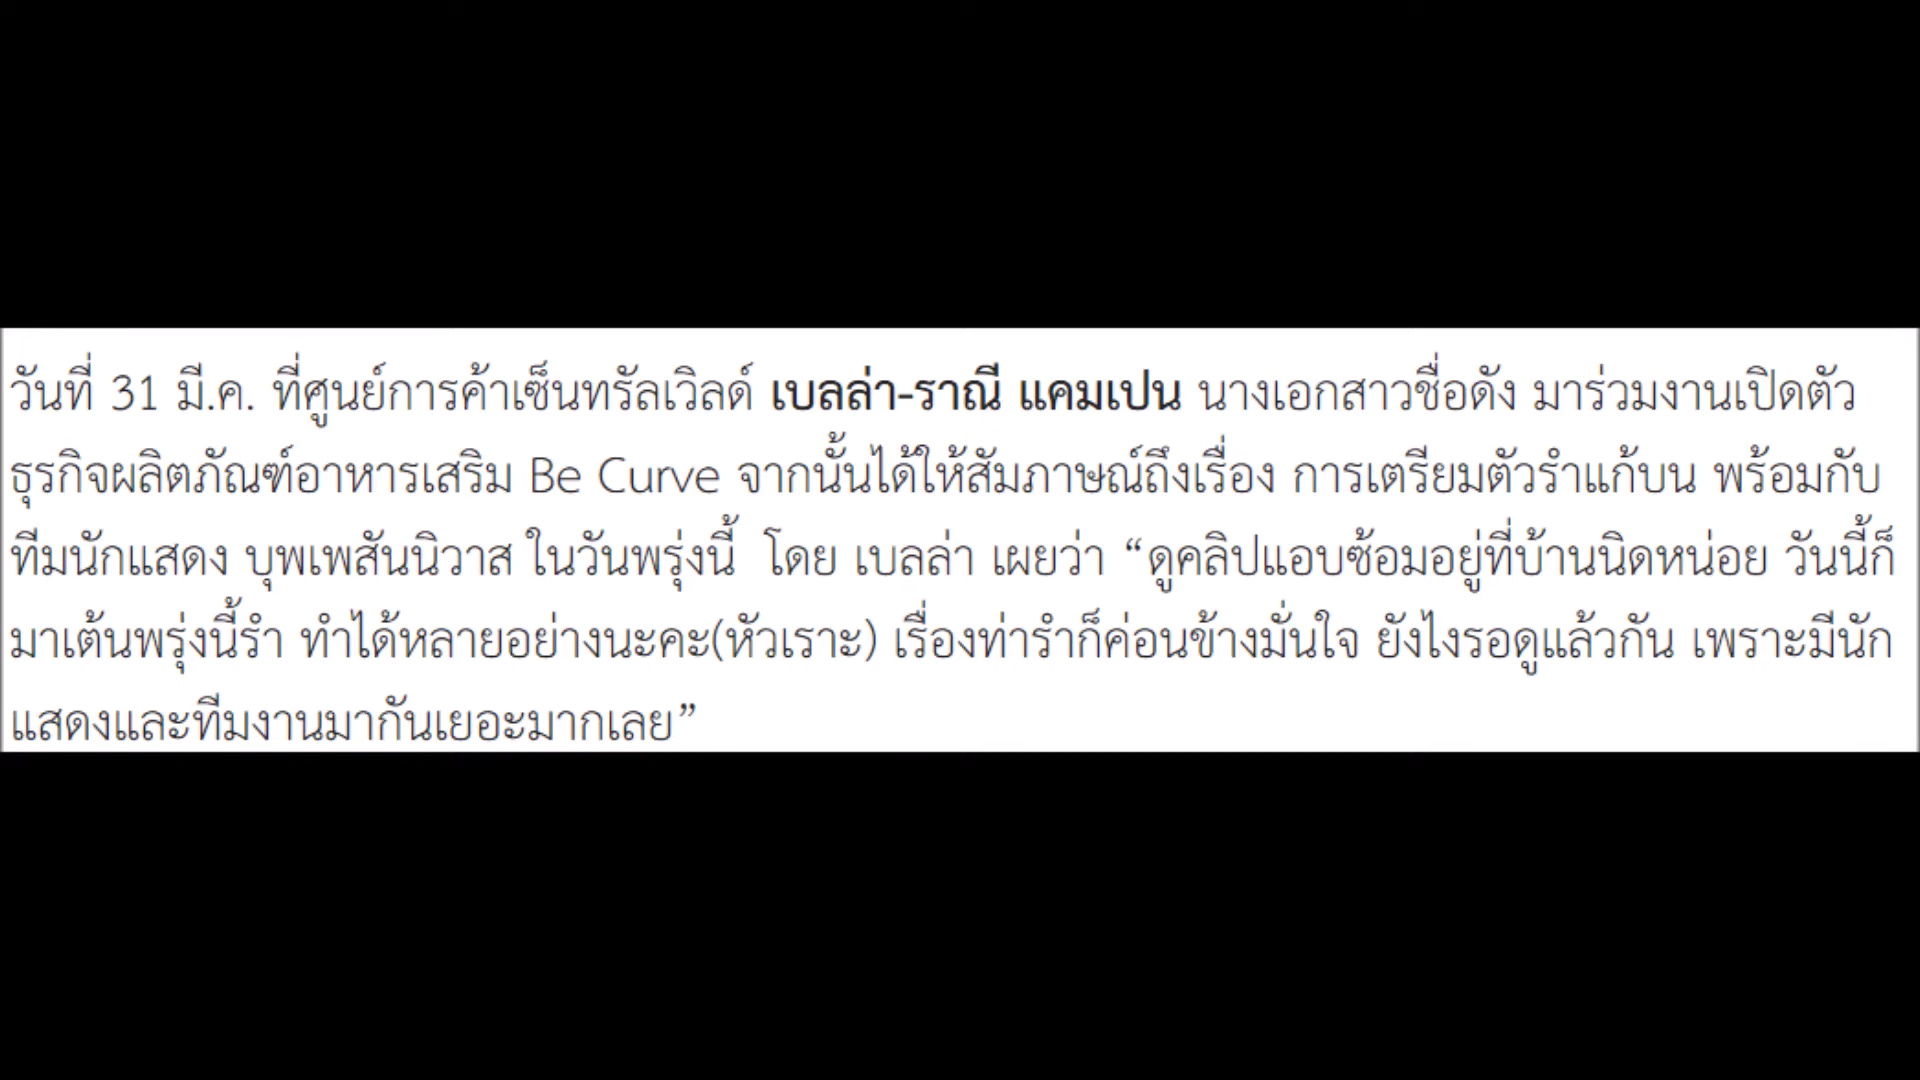 วันที่ 31 มี.ค. ที่ศูนย์การค้าเซ็นทรัลเวิลด์ เบลล่า-ราณี แคมเปน นางเอกสาวชื่อดัง มาร่วมงานเปิดตัว
ธุรกิจผลิตภัณฑ์อาหารเสริม Be Curve จากนั้นได้ให้สัมภาษณ์ถึงเรื่อง การเตรียมตัวรำแก้บน พร้อมกับ
ทีมนักแสดง บุพเพสันนิวาส ในวันพรุ่งนี้ โดย เบลล่า เผยว่า “ดูคลิปแอบซ้อมอยู่ที่บ้านนิดหน่อย วันนี้ก็
มาเต้นพรุ่งนี้รำ ทำได้หลายอย่างนะคะ(หัวเราะ) เรื่องท่ารำก็ค่อนข้างมั่นใจ ยังไงรอดูแล้วกัน เพราะมีนัก
แสดงและทีมงานมากันเยอะมากเลย”